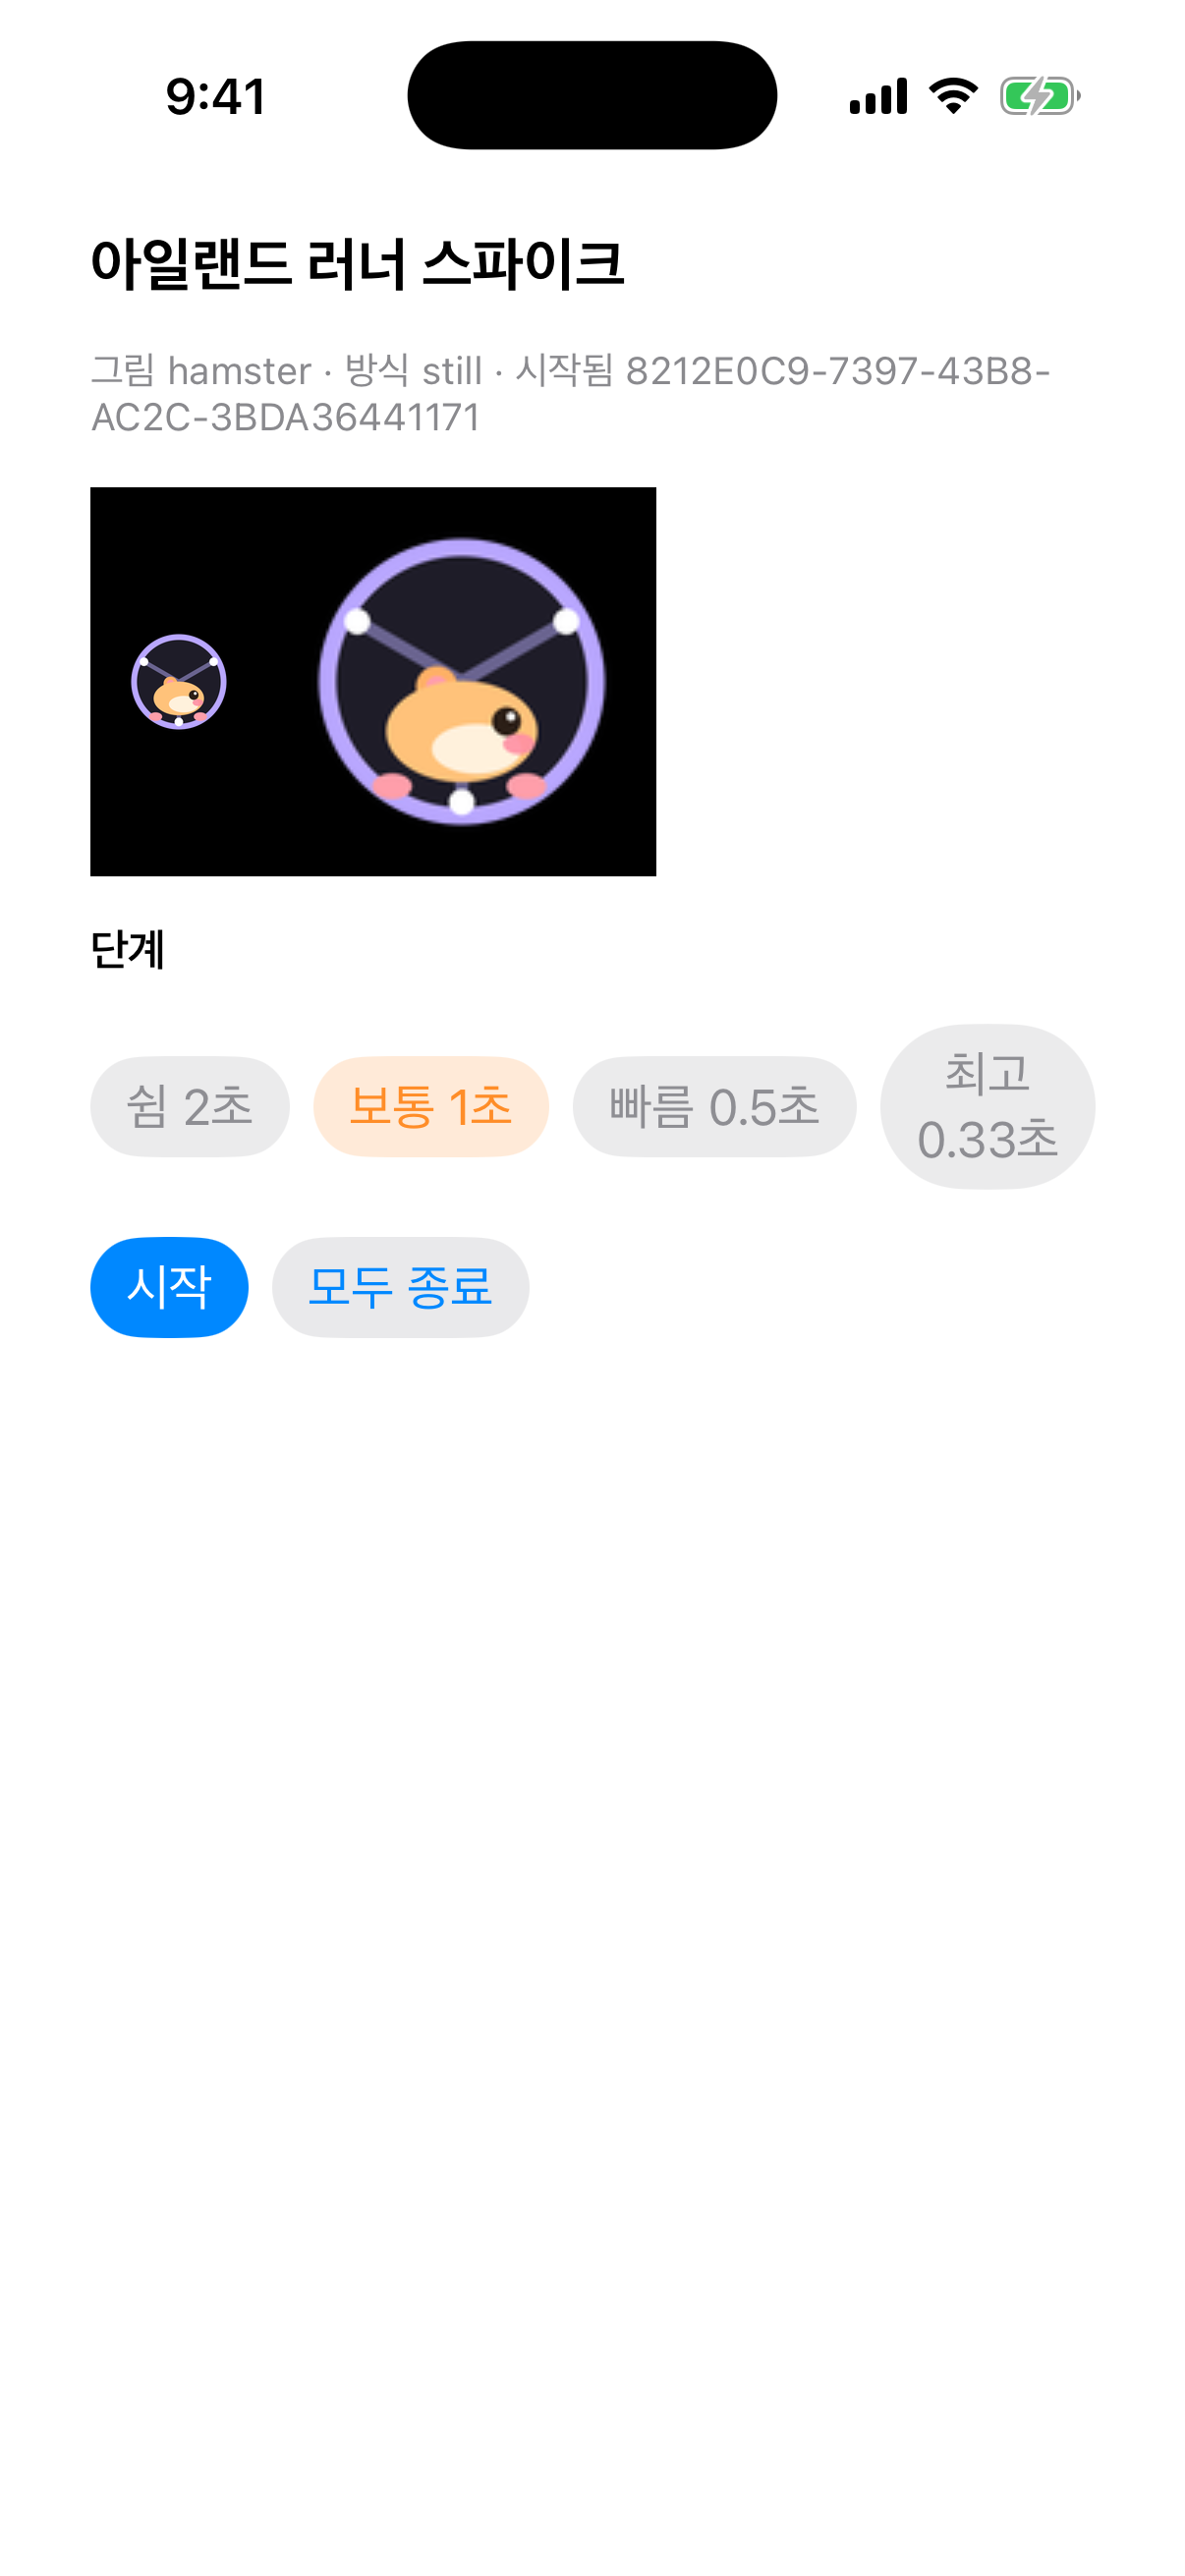 9:41
아일랜드 러너 스파이크
그림 hamster · 방식 still · 시작됨 8212E0C9-7397-43B8-
AC2C-3BDA36441171
단계
쉼 2초
보통 1초
빠름 0.5초
최고
0.33초
시작
모두 종료